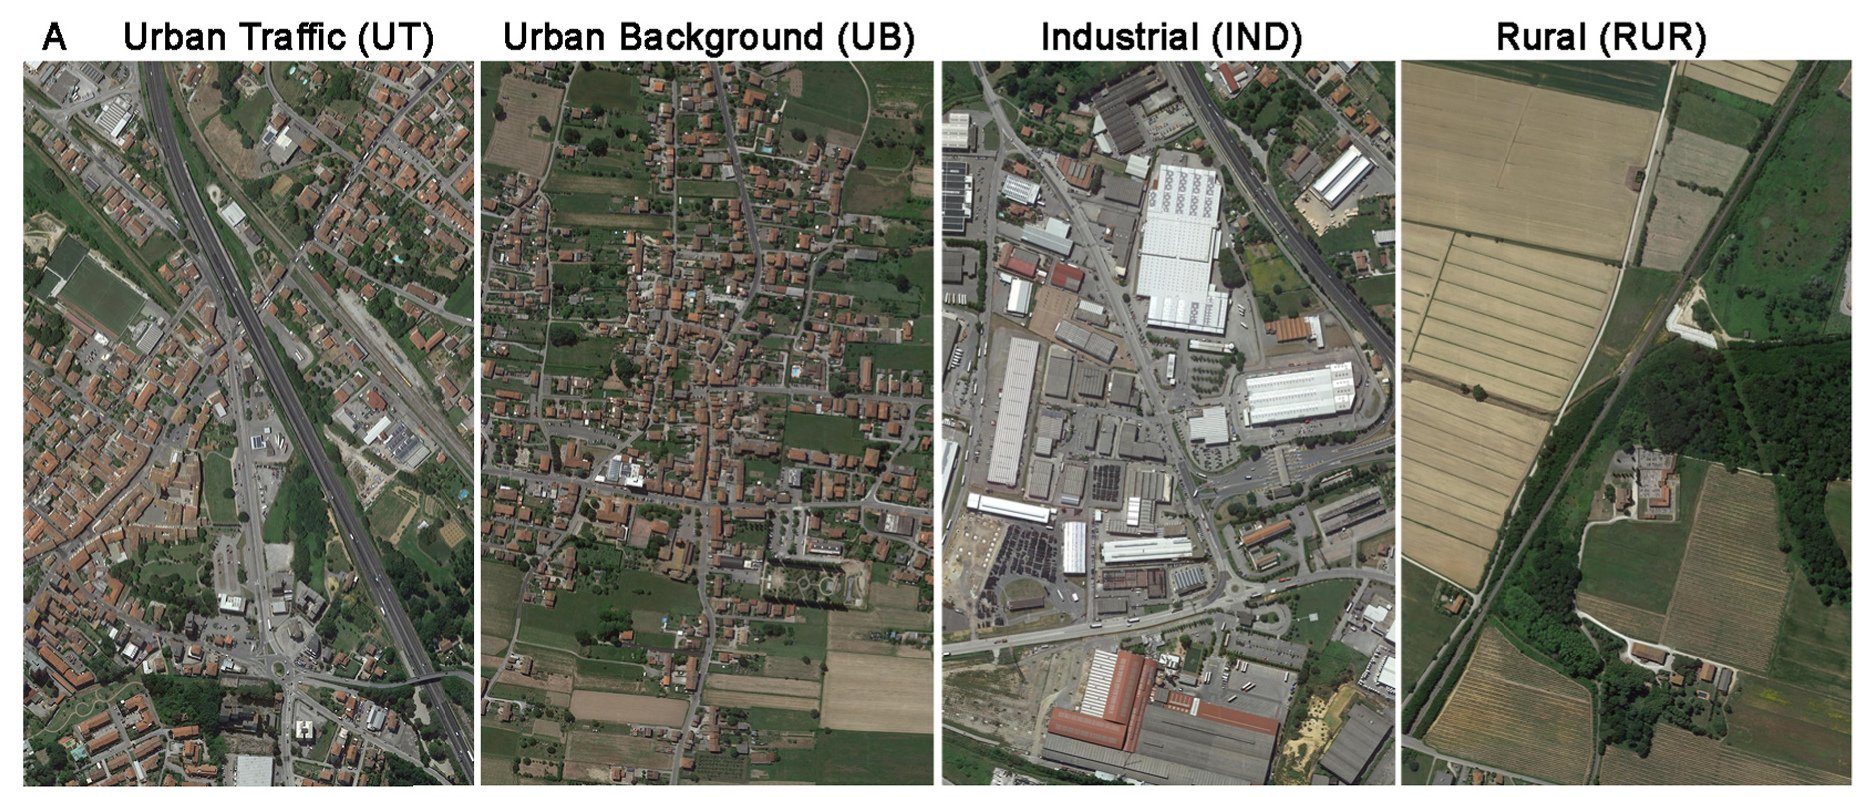 A Urban Traffic (UT) Urban Background (UB) Industrial (IND) Rural (RUR)